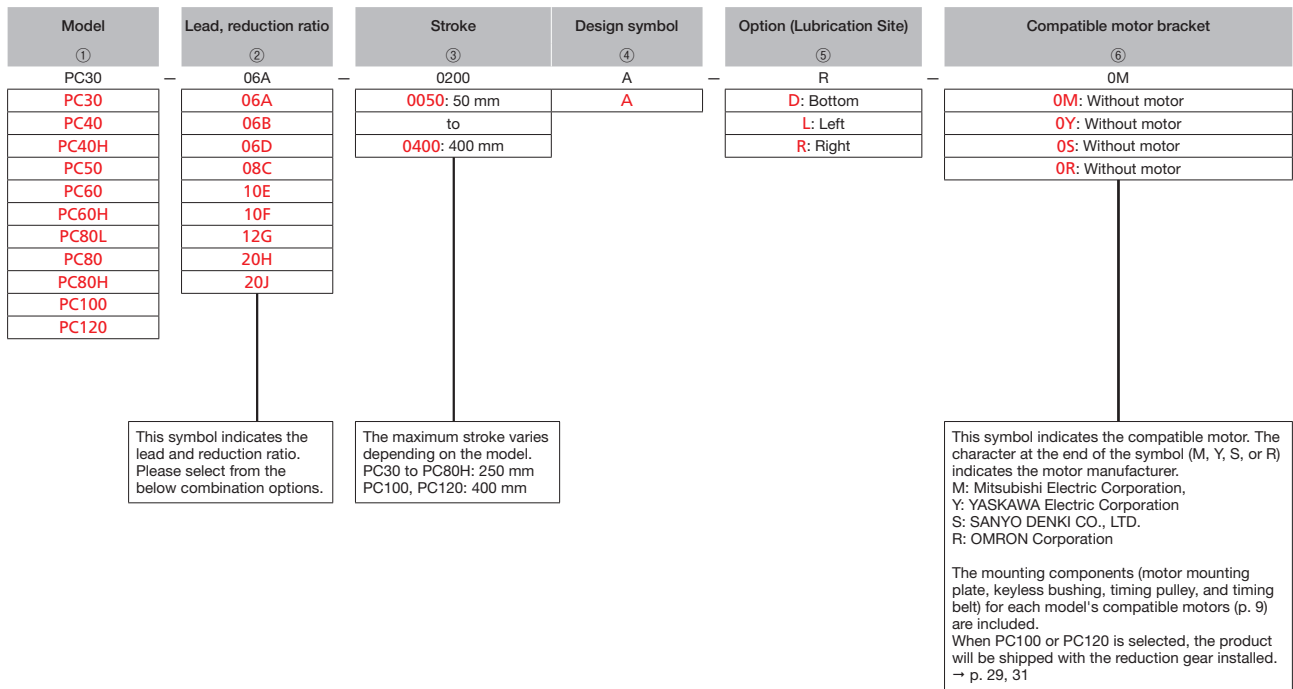 Model Lead, reduction ratio Stroke Design symbol Option (Lubrication Site) Compatible motor bracket
① ② ③ ④ ⑤ ⑥
PC30 – 06A – 0200 A – R – 0M
PC30 06A 0050: 50 mm A D: Bottom 0M: Without motor
PC40 06B to L: Left 0Y: Without motor
PC40H 06D 0400: 400 mm R: Right 0S: Without motor
PC50 08C 0R: Without motor
PC60 10E
PC60H 10F
PC80L 12G
PC80 20H
PC80H 20J
PC100
PC120
This symbol indicates the
lead and reduction ratio.
Please select from the
below combination options.
The maximum stroke varies
depending on the model.
PC30 to PC80H: 250 mm
PC100, PC120: 400 mm
This symbol indicates the compatible motor. The
character at the end of the symbol (M, Y, S, or R)
indicates the motor manufacturer.
M: Mitsubishi Electric Corporation,
Y: YASKAWA Electric Corporation
S: SANYO DENKI CO., LTD.
R: OMRON Corporation
The mounting components (motor mounting
plate, keyless bushing, timing pulley, and timing
belt) for each model's compatible motors (p. 9)
are included.
When PC100 or PC120 is selected, the product
will be shipped with the reduction gear installed.
→ p. 29, 31